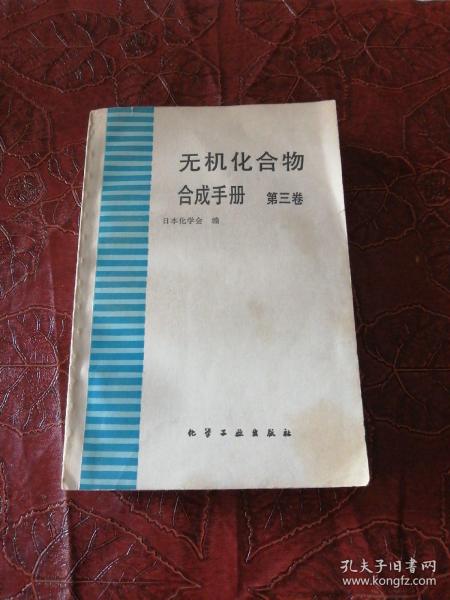 无机化合物
合成手册 第三卷
日本化学会 编
化学工业出版社
孔夫子旧书网
www.kongfz.com